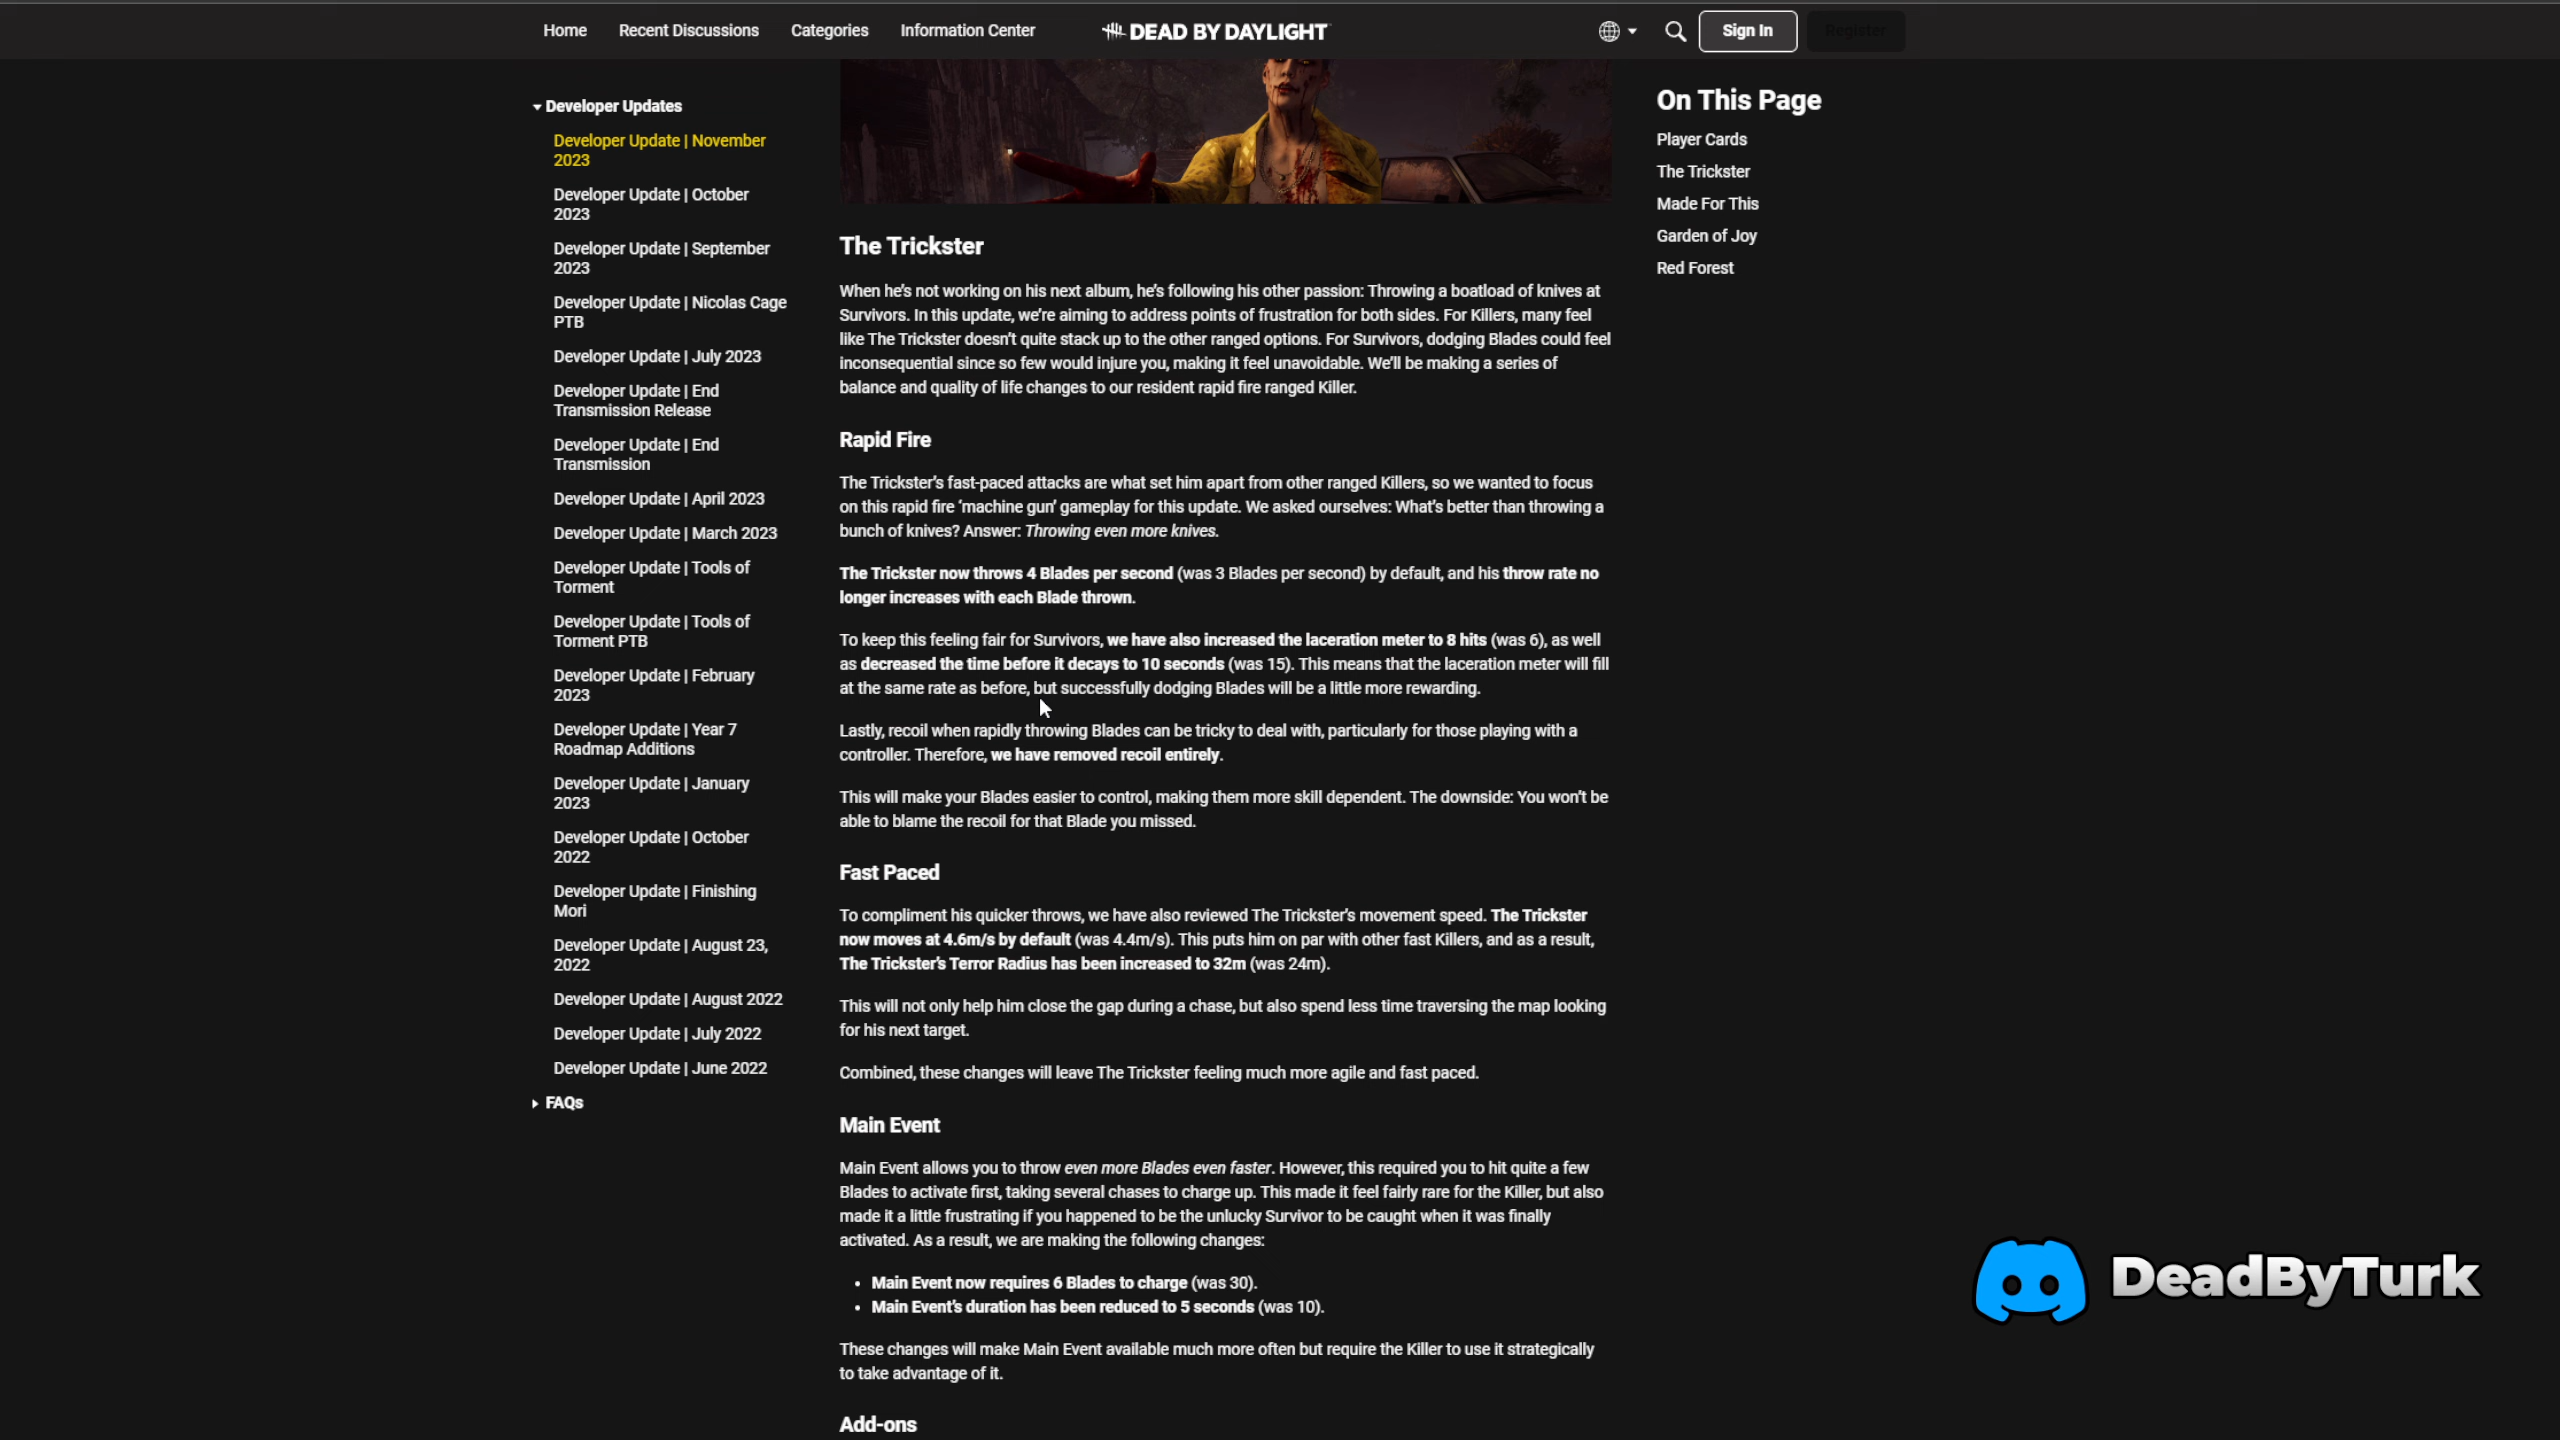 Home Recent Discussions Categories Information Center DEAD BY DAYLIGHT Sign In Register
Developer Updates
Developer Update | November
2023
Developer Update | October
2023
Developer Update | September
2023
Developer Update | Nicolas Cage
PTB
Developer Update | July 2023
Developer Update | End
Transmission Release
Developer Update | End
Transmission
Developer Update | April 2023
Developer Update | March 2023
Developer Update | Tools of
Torment
Developer Update | Tools of
Torment PTB
Developer Update | February
2023
Developer Update | Year 7
Roadmap Additions
Developer Update | January
2023
Developer Update | October
2022
Developer Update | Finishing
Mori
Developer Update | August 23,
2022
Developer Update | August 2022
Developer Update | July 2022
Developer Update | June 2022
FAQs
The Trickster
When he's not working on his next album, he's following his other passion: Throwing a boatload of knives at
Survivors. In this update, we're aiming to address points of frustration for both sides. For Killers, many feel
like The Trickster doesn't quite stack up to the other ranged options. For Survivors, dodging Blades could feel
inconsequential since so few would injure you, making it feel unavoidable. We'll be making a series of
balance and quality of life changes to our resident rapid fire ranged Killer.
Rapid Fire
The Trickster's fast-paced attacks are what set him apart from other ranged Killers, so we wanted to focus
on this rapid fire 'machine gun' gameplay for this update. We asked ourselves: What's better than throwing a
bunch of knives? Answer: Throwing even more knives.
The Trickster now throws 4 Blades per second (was 3 Blades per second) by default, and his throw rate no
longer increases with each Blade thrown.
To keep this feeling fair for Survivors, we have also increased the laceration meter to 8 hits (was 6), as well
as decreased the time before it decays to 10 seconds (was 15). This means that the laceration meter will fill
at the same rate as before, but successfully dodging Blades will be a little more rewarding.
Lastly, recoil when rapidly throwing Blades can be tricky to deal with, particularly for those playing with a
controller. Therefore, we have removed recoil entirely.
This will make your Blades easier to control, making them more skill dependent. The downside: You won't be
able to blame the recoil for that Blade you missed.
Fast Paced
To compliment his quicker throws, we have also reviewed The Trickster's movement speed. The Trickster
now moves at 4.6m/s by default (was 4.4m/s). This puts him on par with other fast Killers, and as a result,
The Trickster's Terror Radius has been increased to 32m (was 24m).
This will not only help him close the gap during a chase, but also spend less time traversing the map looking
for his next target.
Combined, these changes will leave The Trickster feeling much more agile and fast paced.
Main Event
Main Event allows you to throw even more Blades even faster. However, this required you to hit quite a few
Blades to activate first, taking several chases to charge up. This made it feel fairly rare for the Killer, but also
made it a little frustrating if you happened to be the unlucky Survivor to be caught when it was finally
activated. As a result, we are making the following changes:
• Main Event now requires 6 Blades to charge (was 30).
• Main Event's duration has been reduced to 5 seconds (was 10).
These changes will make Main Event available much more often but require the Killer to use it strategically
to take advantage of it.
Add-ons
On This Page
Player Cards
The Trickster
Made For This
Garden of Joy
Red Forest
DeadByTurk